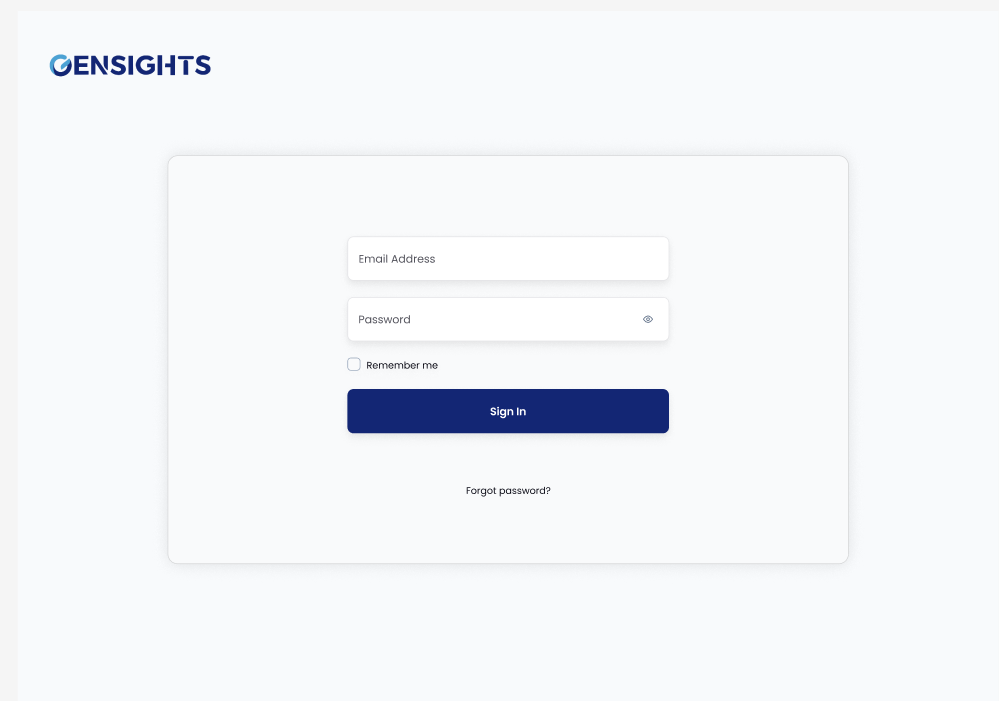 GENSIGHTS
Email Address
Password
Remember me
Sign In
Forgot password?